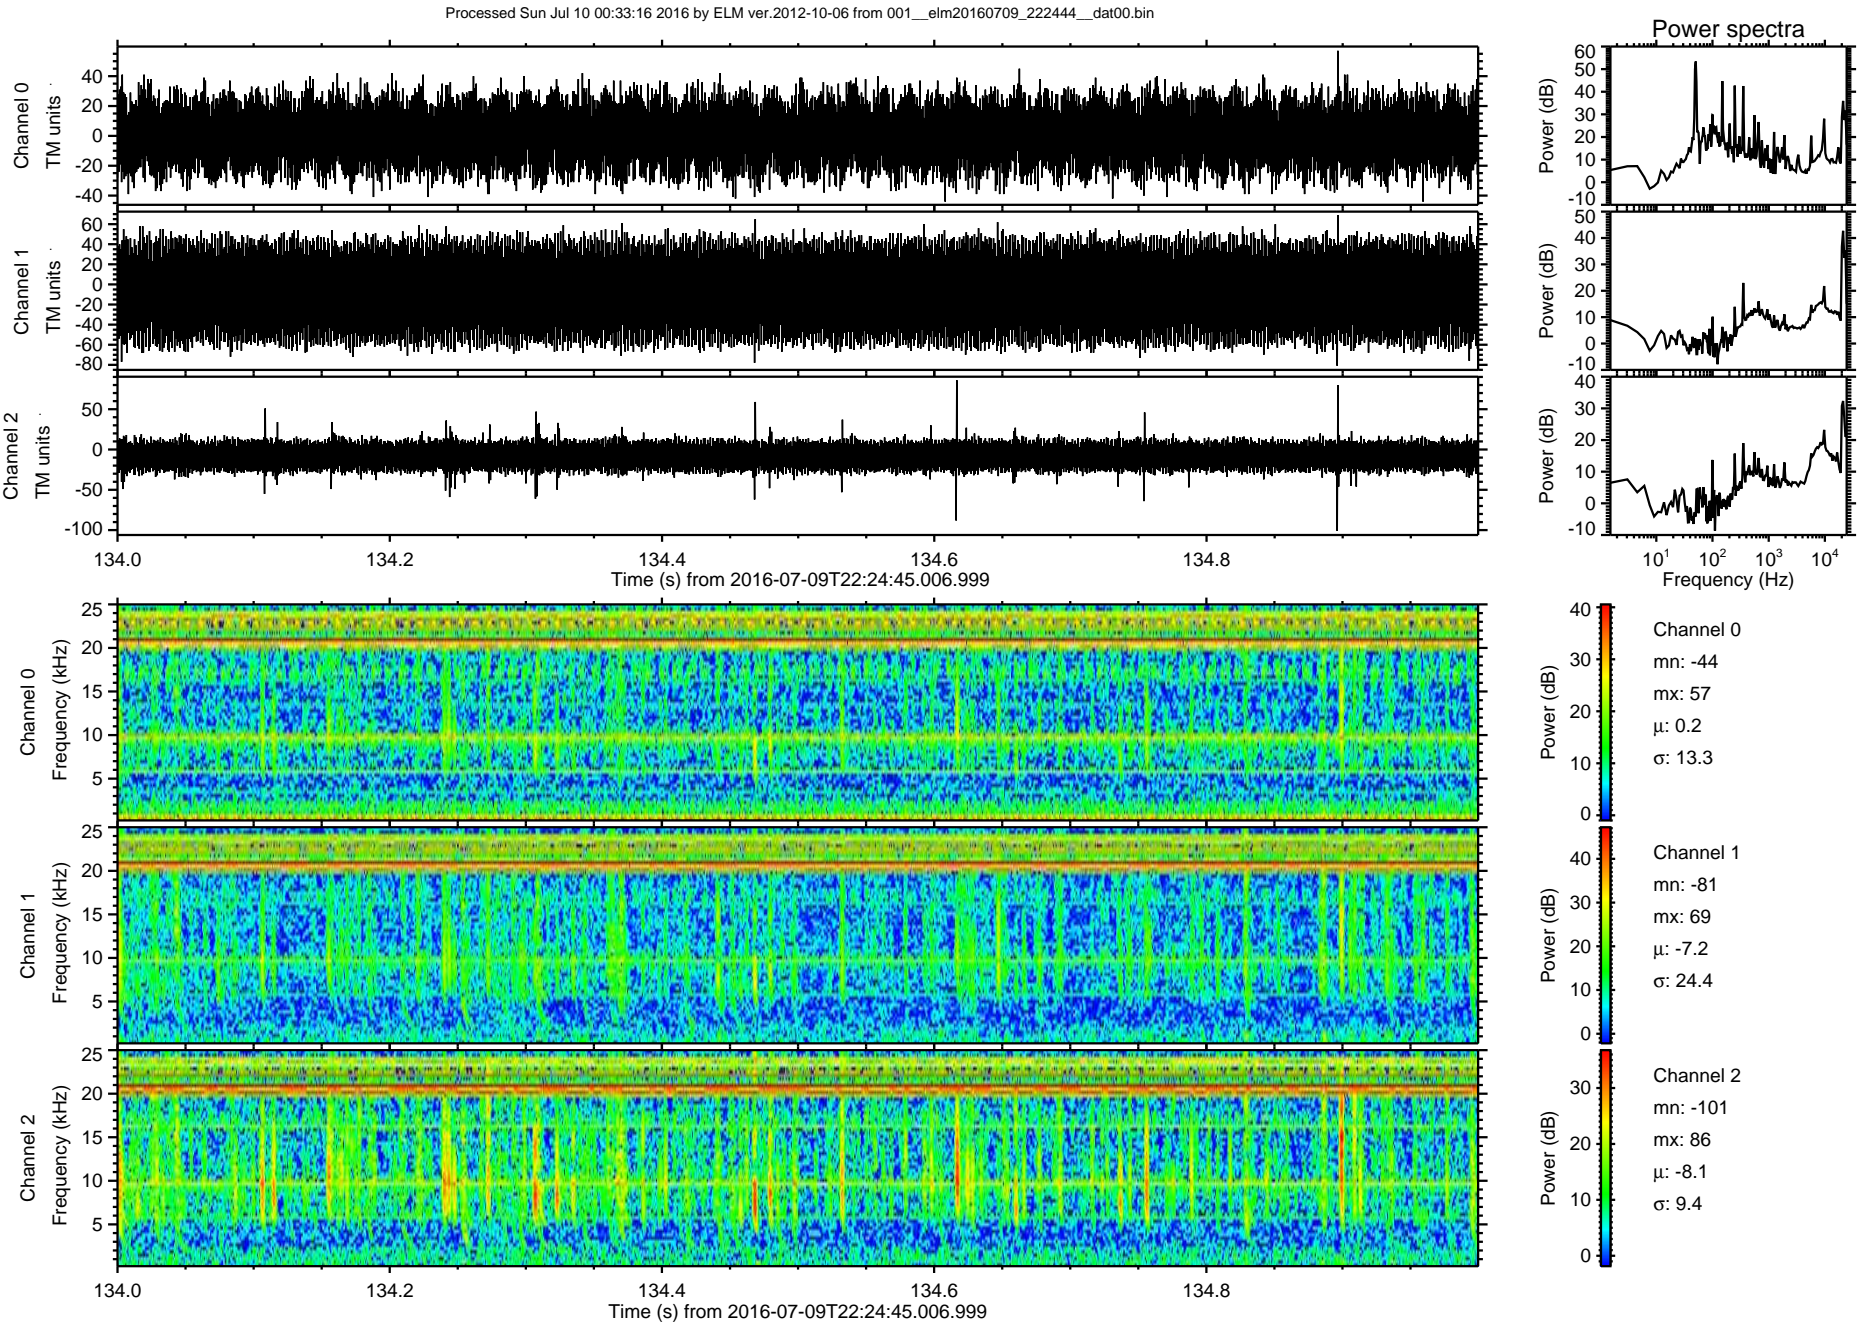 Processed Sun Jul 10 00:33:16 2016 by ELM ver.2012-10-06 from 001__elm20160709_222444__dat00.bin
Power spectra
Channel 0
TM units
40
20
0
-20
-40
Power (dB)
60
50
40
30
20
10
0
-10
Channel 1
TM units
60
40
20
0
-20
-40
-60
-80
Power (dB)
50
40
30
20
10
0
-10
Channel 2
TM units
50
0
-50
-100
Power (dB)
40
30
20
10
0
-10
134.0 134.2 134.4 134.6 134.8
Time (s) from 2016-07-09T22:24:45.006.999
10^1 10^2 10^3 10^4
Frequency (Hz)
Channel 0
Frequency (kHz)
25
20
15
10
5
Power (dB)
40
30
20
10
0
Channel 0
mn: -44
mx: 57
μ: 0.2
σ: 13.3
Channel 1
Frequency (kHz)
25
20
15
10
5
Power (dB)
40
30
20
10
0
Channel 1
mn: -81
mx: 69
μ: -7.2
σ: 24.4
Channel 2
Frequency (kHz)
25
20
15
10
5
Power (dB)
30
20
10
0
Channel 2
mn: -101
mx: 86
μ: -8.1
σ: 9.4
134.0 134.2 134.4 134.6 134.8
Time (s) from 2016-07-09T22:24:45.006.999